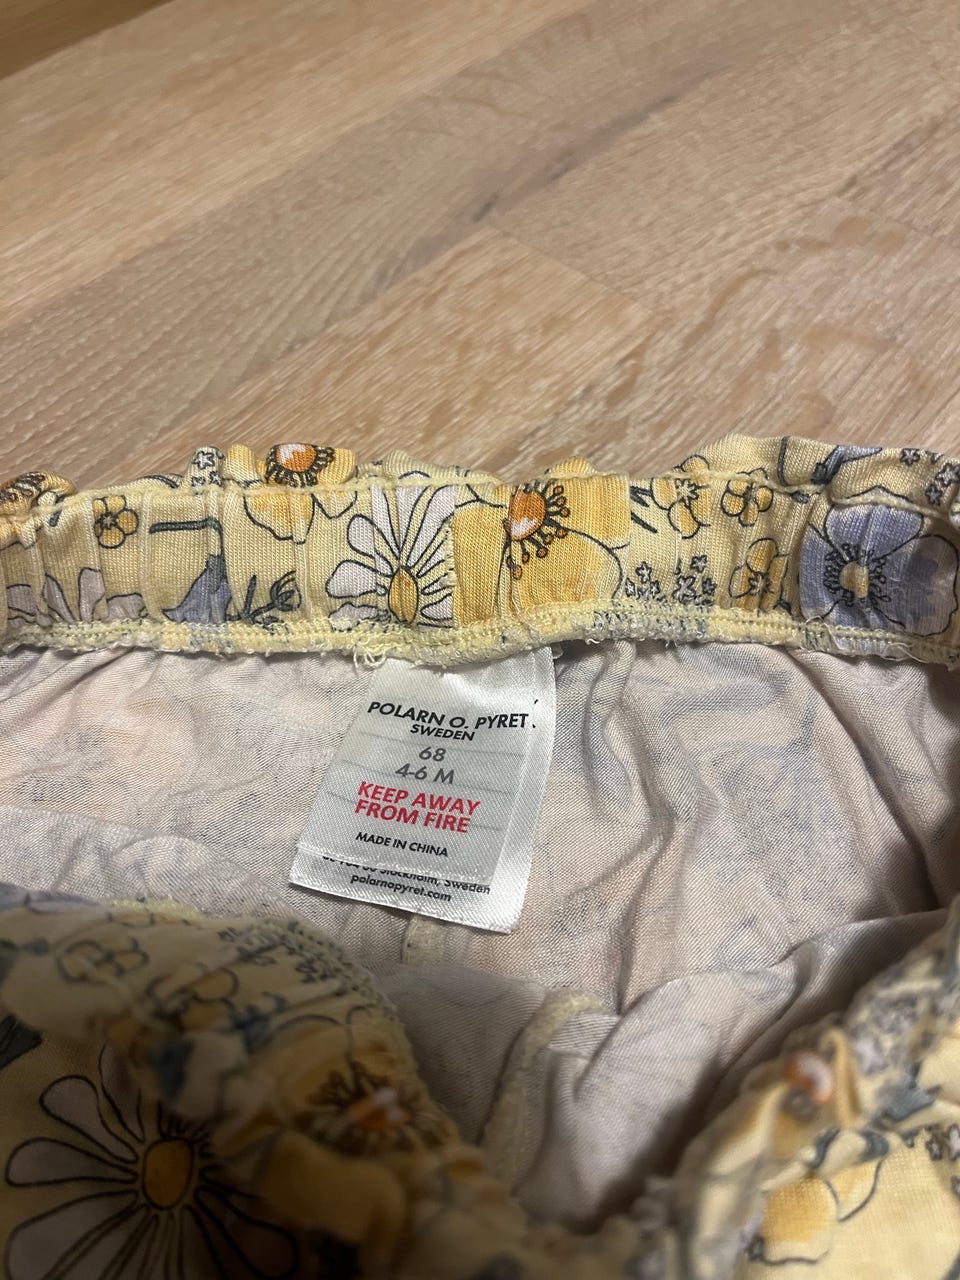 POLARN O. PYRET
SWEDEN
68
4-6 M
KEEP AWAY
FROM FIRE
MADE IN CHINA
Stockholm, Sweden
polarnopyret.com